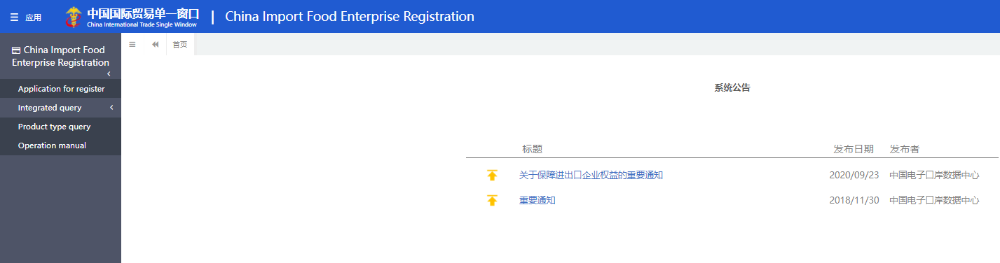 应用
中国国际贸易单一窗口
China International Trade Single Window
China Import Food Enterprise Registration
China Import Food
Enterprise Registration
Application for register
Integrated query
Product type query
Operation manual
首页
系统公告
标题 发布日期 发布者
关于保障进出口企业权益的重要通知 2020/09/23 中国电子口岸数据中心
重要通知 2018/11/30 中国电子口岸数据中心